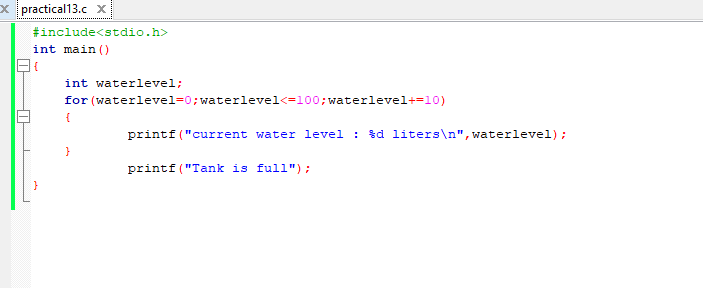 practical13.c
#include<stdio.h>
int main()
{
    int waterlevel;
    for(waterlevel=0;waterlevel<=100;waterlevel+=10)
    {
            printf("current water level : %d liters\n",waterlevel);
    }
            printf("Tank is full");
}